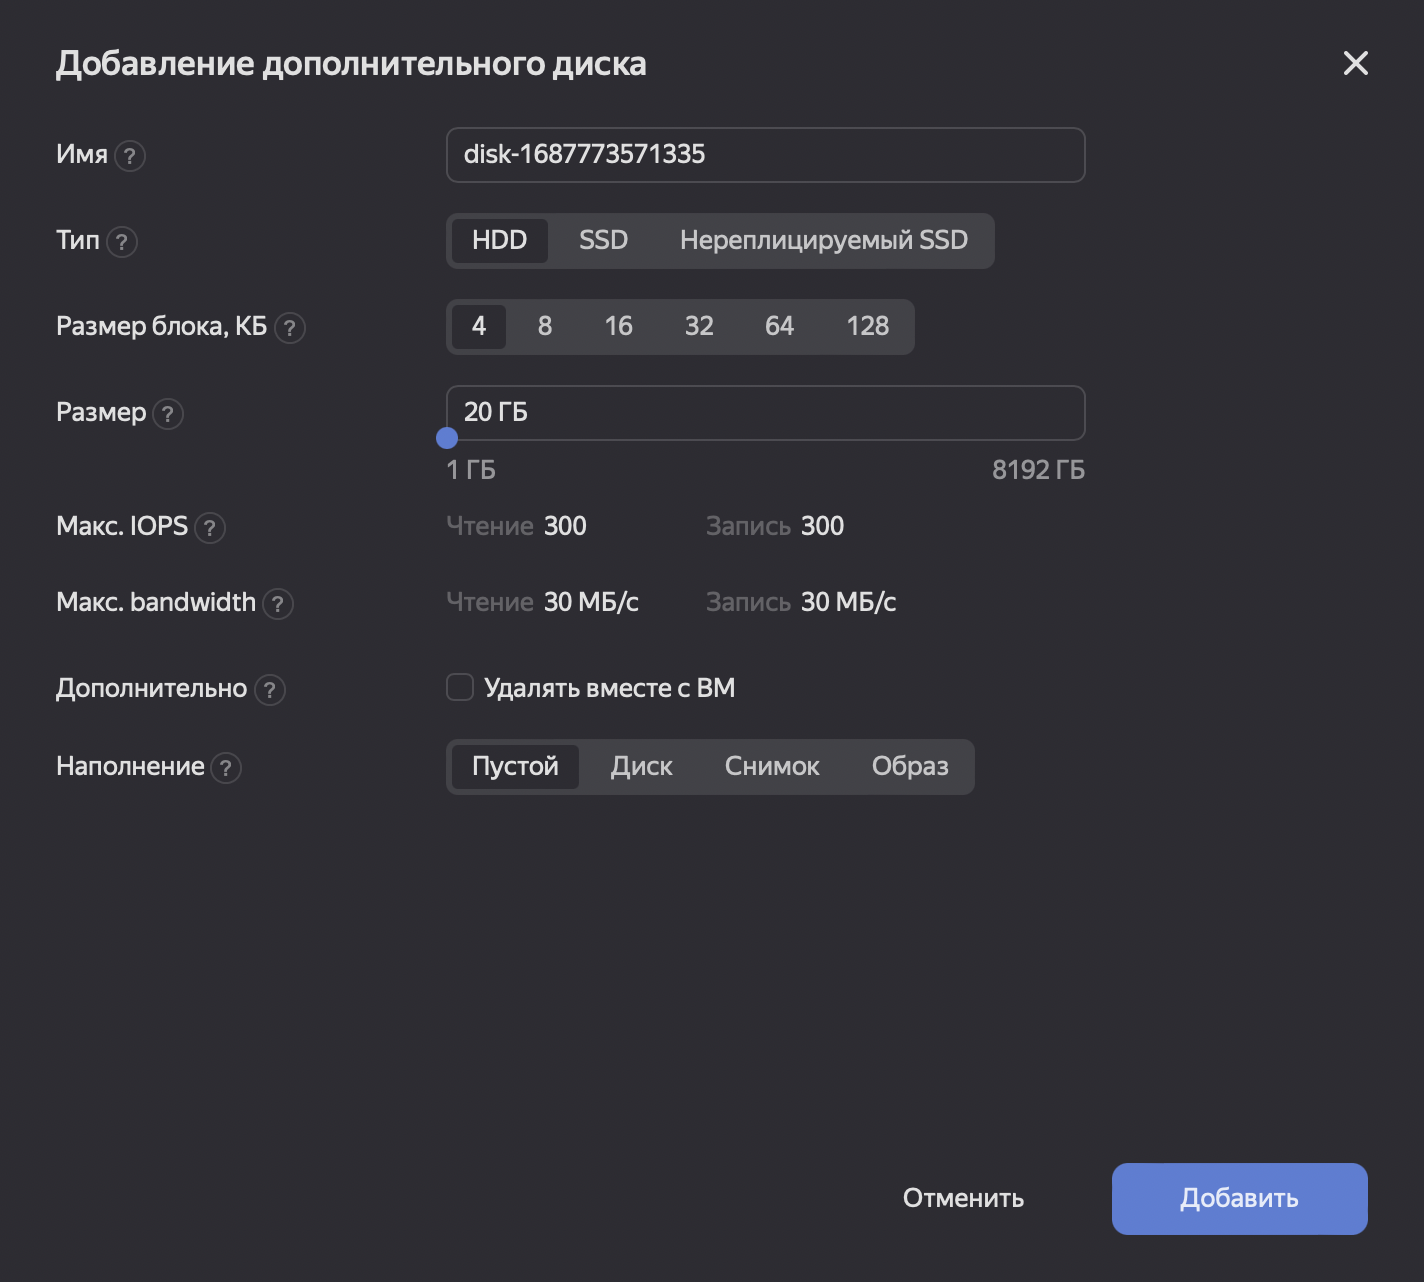 Добавление дополнительного диска
Имя ? disk-1687773571335
Тип ? HDD SSD Нереплицируемый SSD
Размер блока, КБ ? 4 8 16 32 64 128
Размер ? 20 ГБ
1 ГБ 8192 ГБ
Макс. IOPS ? Чтение 300 Запись 300
Макс. bandwidth ? Чтение 30 МБ/с Запись 30 МБ/с
Дополнительно ? Удалять вместе с ВМ
Наполнение ? Пустой Диск Снимок Образ
Отменить Добавить